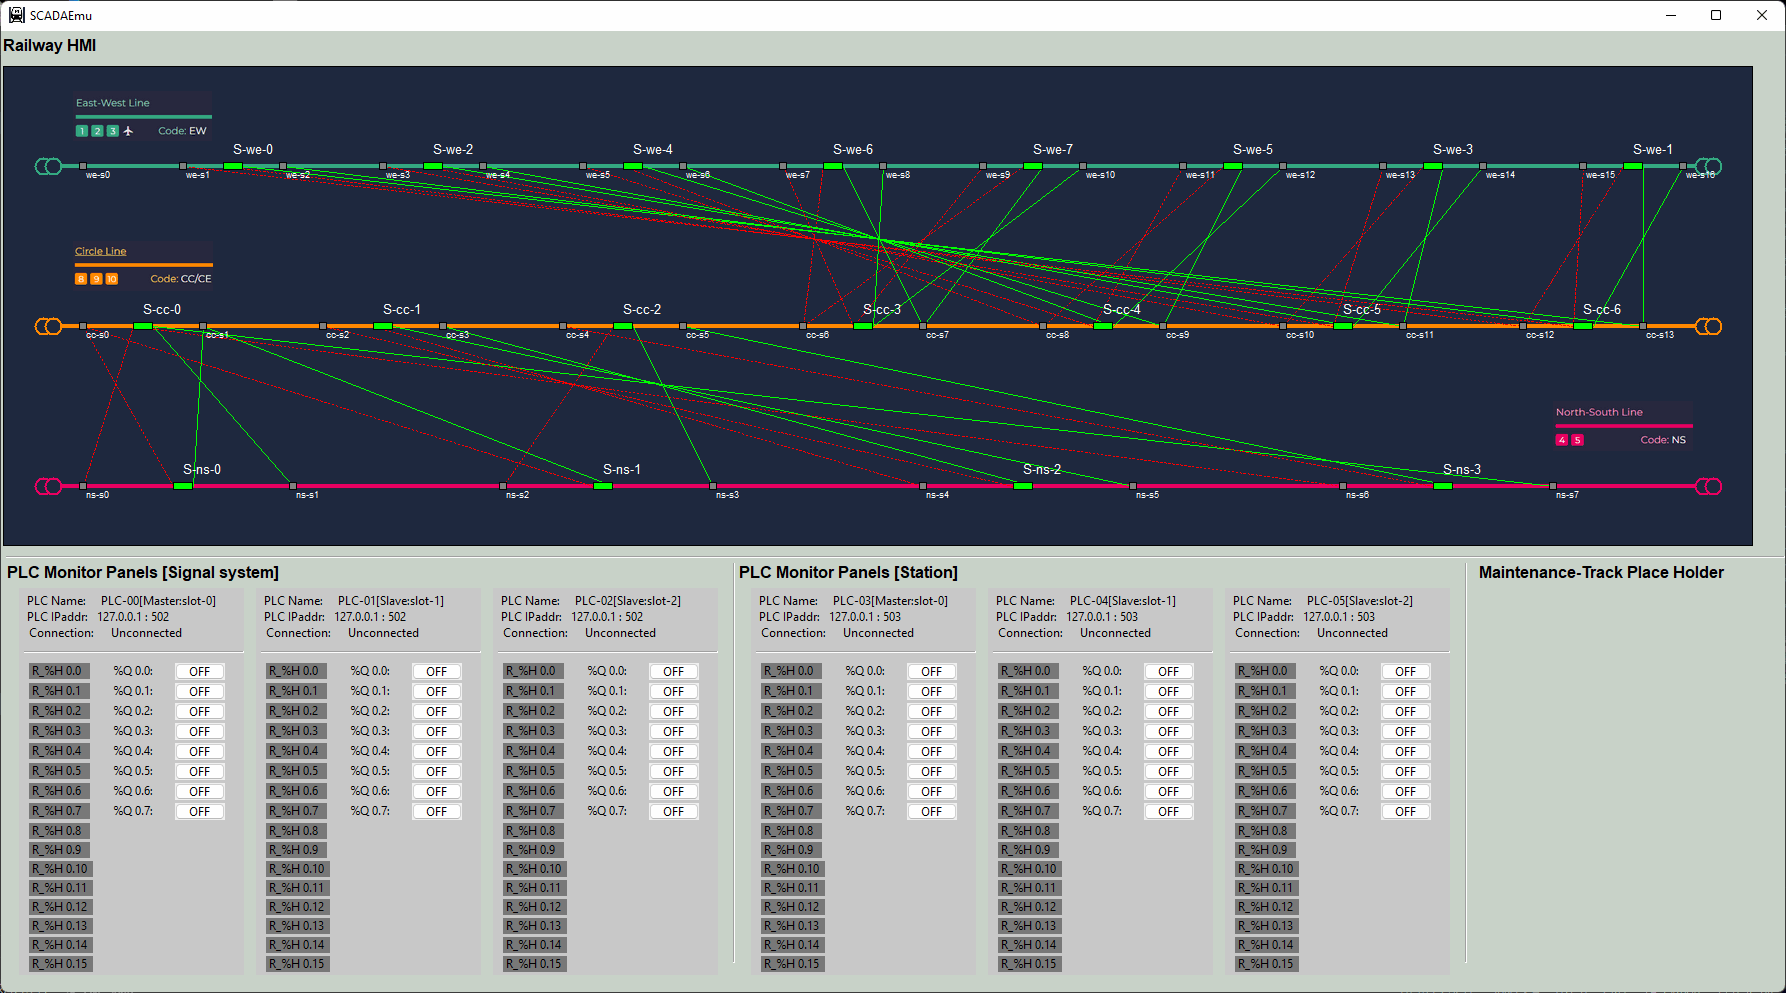 SCADAEmu
Railway HMI
East-West Line
1 2 3 Code: EW
S-we-0 S-we-2 S-we-4 S-we-6 S-we-7 S-we-5 S-we-3 S-we-1
we-s0 we-s1 we-s2 we-s3 we-s4 we-s5 we-s6 we-s7 we-s8 we-s9 we-s10 we-s11 we-s12 we-s13 we-s14 we-s15 we-s16
Circle Line
8 9 10 Code: CC/CE
S-cc-0 S-cc-1 S-cc-2 S-cc-3 S-cc-4 S-cc-5 S-cc-6
cc-s0 cc-s1 cc-s2 cc-s3 cc-s4 cc-s5 cc-s6 cc-s7 cc-s8 cc-s9 cc-s10 cc-s11 cc-s12 cc-s13
North-South Line
4 5 Code: NS
S-ns-0 S-ns-1 S-ns-2 S-ns-3
ns-s0 ns-s1 ns-s2 ns-s3 ns-s4 ns-s5 ns-s6 ns-s7
PLC Monitor Panels [Signal system]
PLC Name: PLC-00[Master:slot-0]
PLC IPaddr: 127.0.0.1 : 502
Connection: Unconnected
R_%H 0.0 %Q 0.0: OFF
R_%H 0.1 %Q 0.1: OFF
R_%H 0.2 %Q 0.2: OFF
R_%H 0.3 %Q 0.3: OFF
R_%H 0.4 %Q 0.4: OFF
R_%H 0.5 %Q 0.5: OFF
R_%H 0.6 %Q 0.6: OFF
R_%H 0.7 %Q 0.7: OFF
R_%H 0.8
R_%H 0.9
R_%H 0.10
R_%H 0.11
R_%H 0.12
R_%H 0.13
R_%H 0.14
R_%H 0.15
PLC Name: PLC-01[Slave:slot-1]
PLC IPaddr: 127.0.0.1 : 502
Connection: Unconnected
R_%H 0.0 %Q 0.0: OFF
R_%H 0.1 %Q 0.1: OFF
R_%H 0.2 %Q 0.2: OFF
R_%H 0.3 %Q 0.3: OFF
R_%H 0.4 %Q 0.4: OFF
R_%H 0.5 %Q 0.5: OFF
R_%H 0.6 %Q 0.6: OFF
R_%H 0.7 %Q 0.7: OFF
R_%H 0.8
R_%H 0.9
R_%H 0.10
R_%H 0.11
R_%H 0.12
R_%H 0.13
R_%H 0.14
R_%H 0.15
PLC Name: PLC-02[Slave:slot-2]
PLC IPaddr: 127.0.0.1 : 502
Connection: Unconnected
R_%H 0.0 %Q 0.0: OFF
R_%H 0.1 %Q 0.1: OFF
R_%H 0.2 %Q 0.2: OFF
R_%H 0.3 %Q 0.3: OFF
R_%H 0.4 %Q 0.4: OFF
R_%H 0.5 %Q 0.5: OFF
R_%H 0.6 %Q 0.6: OFF
R_%H 0.7 %Q 0.7: OFF
R_%H 0.8
R_%H 0.9
R_%H 0.10
R_%H 0.11
R_%H 0.12
R_%H 0.13
R_%H 0.14
R_%H 0.15
PLC Monitor Panels [Station]
PLC Name: PLC-03[Master:slot-0]
PLC IPaddr: 127.0.0.1 : 503
Connection: Unconnected
R_%H 0.0 %Q 0.0: OFF
R_%H 0.1 %Q 0.1: OFF
R_%H 0.2 %Q 0.2: OFF
R_%H 0.3 %Q 0.3: OFF
R_%H 0.4 %Q 0.4: OFF
R_%H 0.5 %Q 0.5: OFF
R_%H 0.6 %Q 0.6: OFF
R_%H 0.7 %Q 0.7: OFF
R_%H 0.8
R_%H 0.9
R_%H 0.10
R_%H 0.11
R_%H 0.12
R_%H 0.13
R_%H 0.14
R_%H 0.15
PLC Name: PLC-04[Slave:slot-1]
PLC IPaddr: 127.0.0.1 : 503
Connection: Unconnected
R_%H 0.0 %Q 0.0: OFF
R_%H 0.1 %Q 0.1: OFF
R_%H 0.2 %Q 0.2: OFF
R_%H 0.3 %Q 0.3: OFF
R_%H 0.4 %Q 0.4: OFF
R_%H 0.5 %Q 0.5: OFF
R_%H 0.6 %Q 0.6: OFF
R_%H 0.7 %Q 0.7: OFF
R_%H 0.8
R_%H 0.9
R_%H 0.10
R_%H 0.11
R_%H 0.12
R_%H 0.13
R_%H 0.14
R_%H 0.15
PLC Name: PLC-05[Slave:slot-2]
PLC IPaddr: 127.0.0.1 : 503
Connection: Unconnected
R_%H 0.0 %Q 0.0: OFF
R_%H 0.1 %Q 0.1: OFF
R_%H 0.2 %Q 0.2: OFF
R_%H 0.3 %Q 0.3: OFF
R_%H 0.4 %Q 0.4: OFF
R_%H 0.5 %Q 0.5: OFF
R_%H 0.6 %Q 0.6: OFF
R_%H 0.7 %Q 0.7: OFF
R_%H 0.8
R_%H 0.9
R_%H 0.10
R_%H 0.11
R_%H 0.12
R_%H 0.13
R_%H 0.14
R_%H 0.15
Maintenance-Track Place Holder